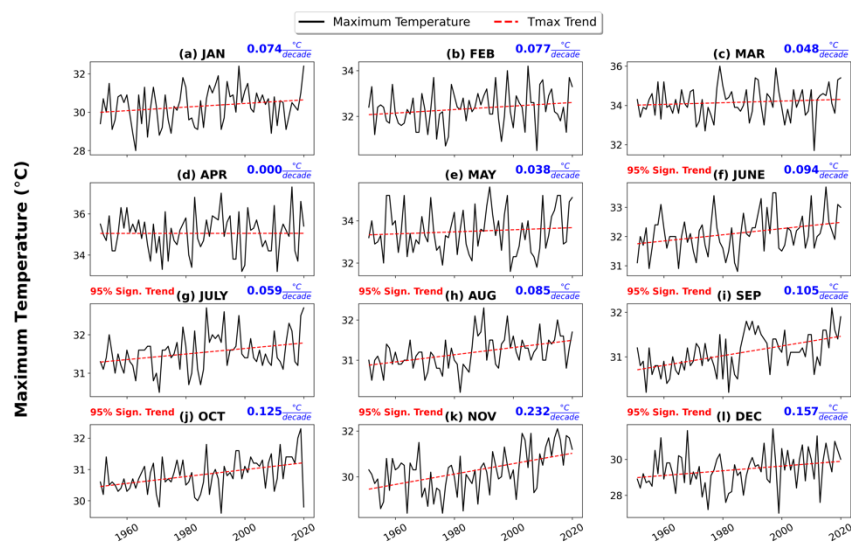 Maximum Temperature Tmax Trend
(a) JAN 0.074 °C/decade
(b) FEB 0.077 °C/decade
(c) MAR 0.048 °C/decade
32
30
28
34
32
36
34
32
(d) APR 0.000 °C/decade
(e) MAY 0.038 °C/decade
95% Sign. Trend (f) JUNE 0.094 °C/decade
36
34
34
32
33
32
31
95% Sign. Trend (g) JULY 0.059 °C/decade
95% Sign. Trend (h) AUG 0.085 °C/decade
95% Sign. Trend (i) SEP 0.105 °C/decade
32
31
32
31
32
31
95% Sign. Trend (j) OCT 0.125 °C/decade
95% Sign. Trend (k) NOV 0.232 °C/decade
95% Sign. Trend (l) DEC 0.157 °C/decade
32
31
30
32
30
30
28
1960 1980 2000 2020
1960 1980 2000 2020
1960 1980 2000 2020
Maximum Temperature (°C)